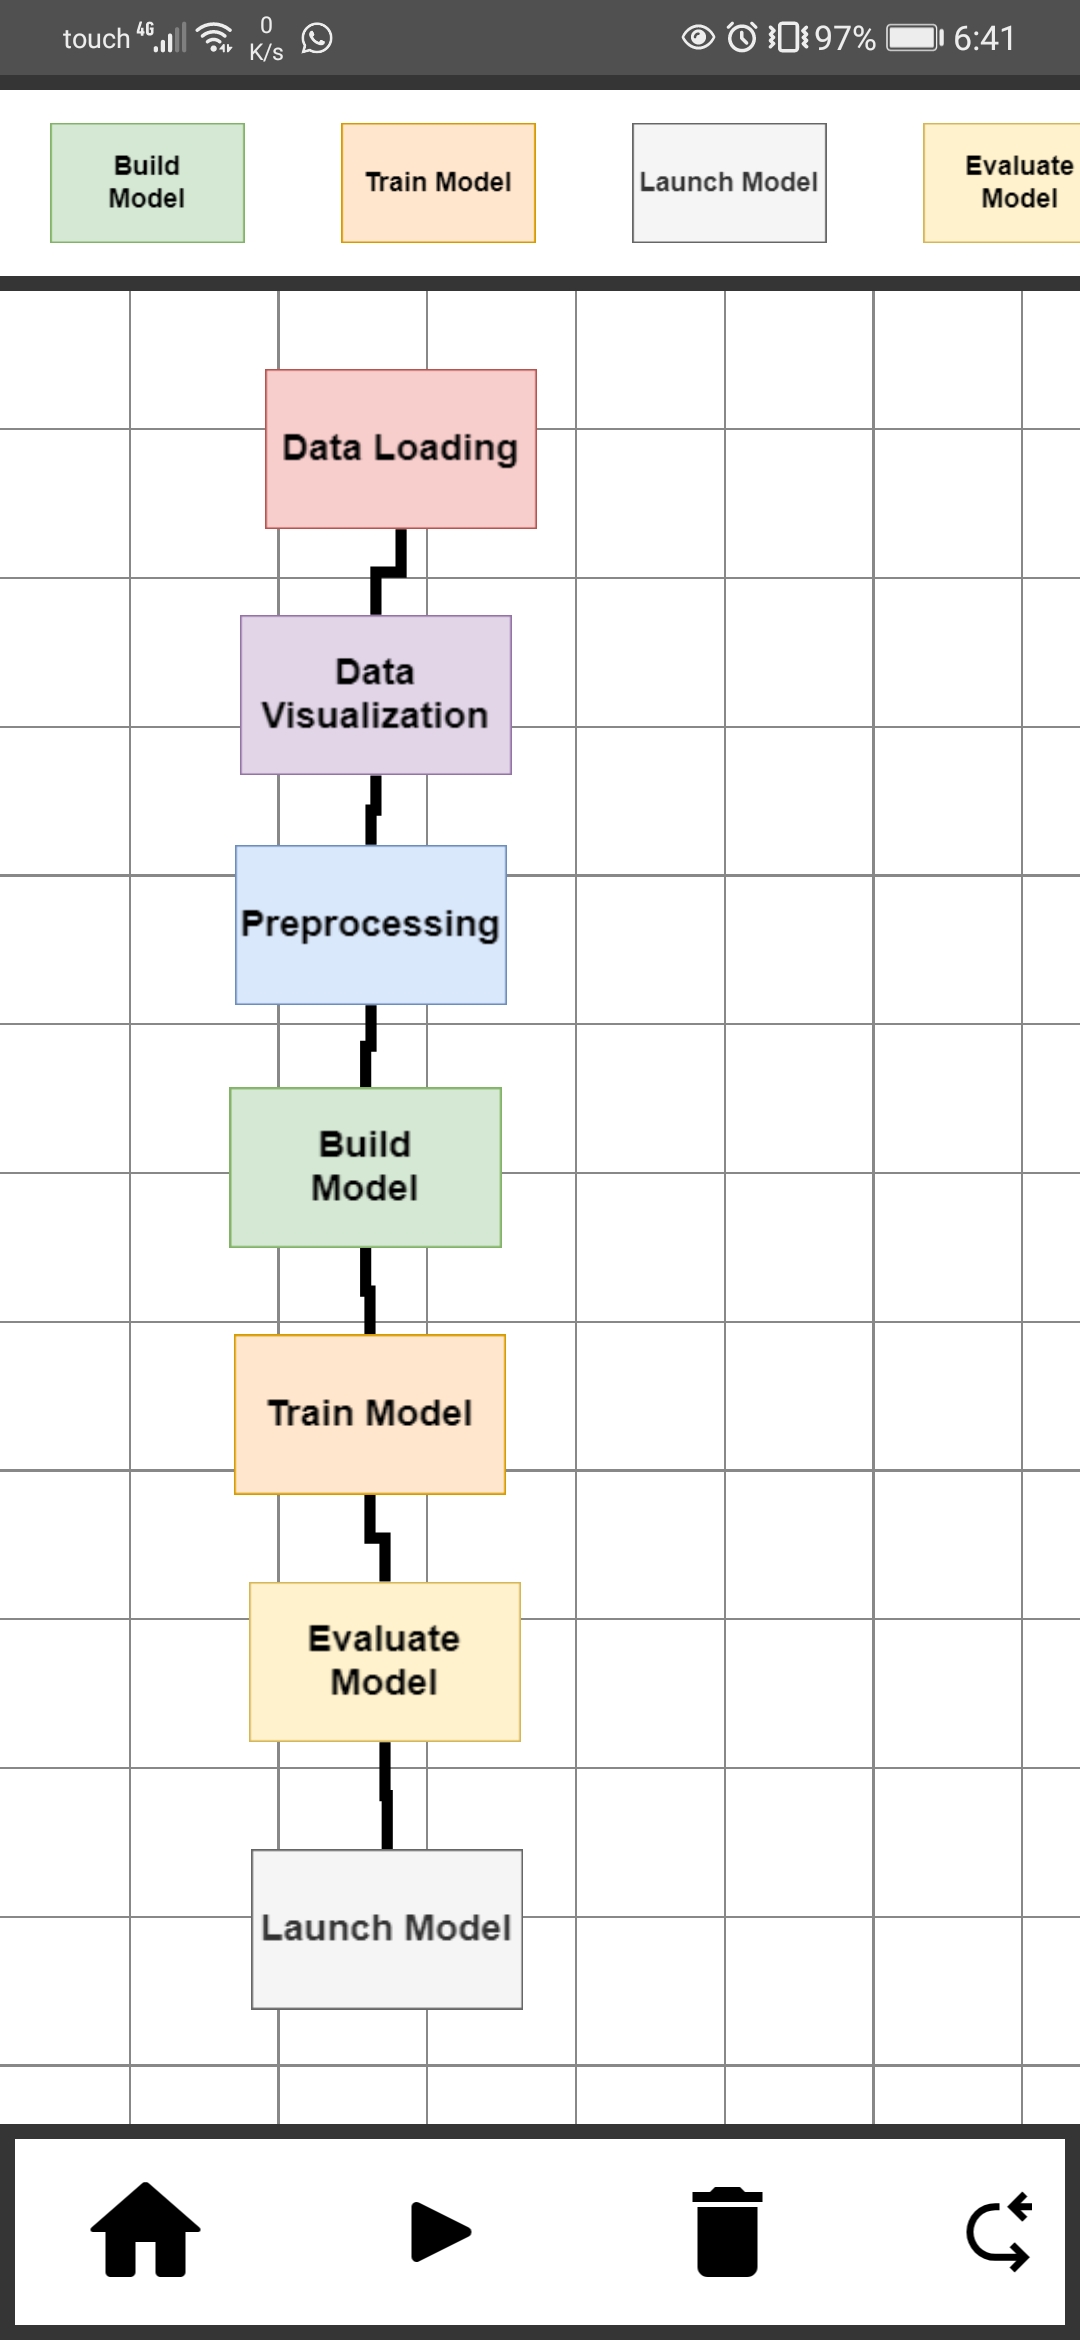 touch 4G 0 K/s 97% 6:41
Build
Model
Train Model
Launch Model
Evaluate
Model
Data Loading
Data
Visualization
Preprocessing
Build
Model
Train Model
Evaluate
Model
Launch Model